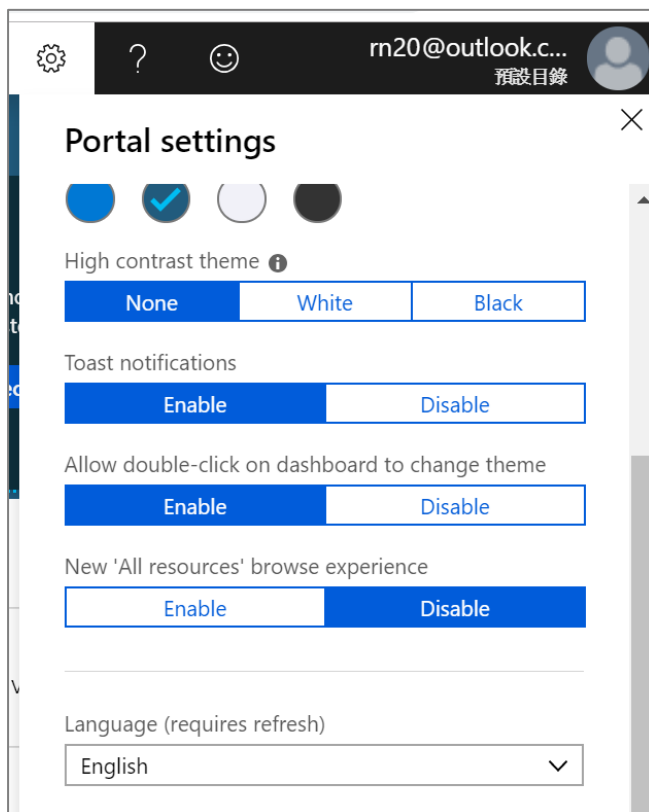 rn20@outlook.c...
預設目錄
Portal settings
High contrast theme
None White Black
Toast notifications
Enable Disable
Allow double-click on dashboard to change theme
Enable Disable
New 'All resources' browse experience
Enable Disable
Language (requires refresh)
English